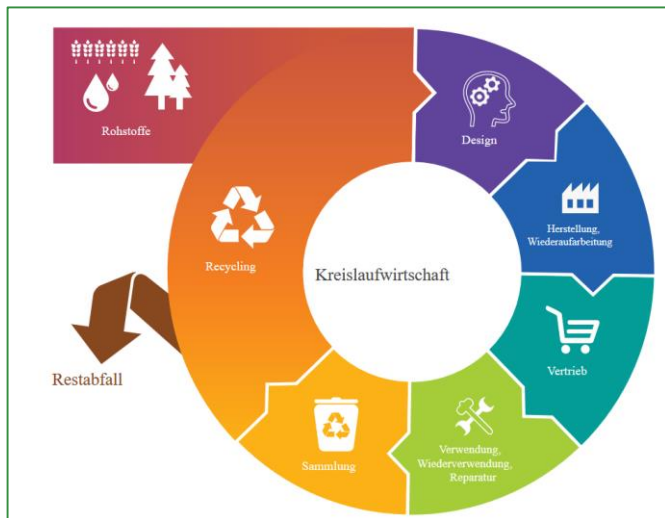 Rohstoffe
Design
Herstellung,
Wiederaufarbeitung
Recycling
Kreislaufwirtschaft
Vertrieb
Restabfall
Sammlung
Verwendung,
Wiederverwendung,
Reparatur